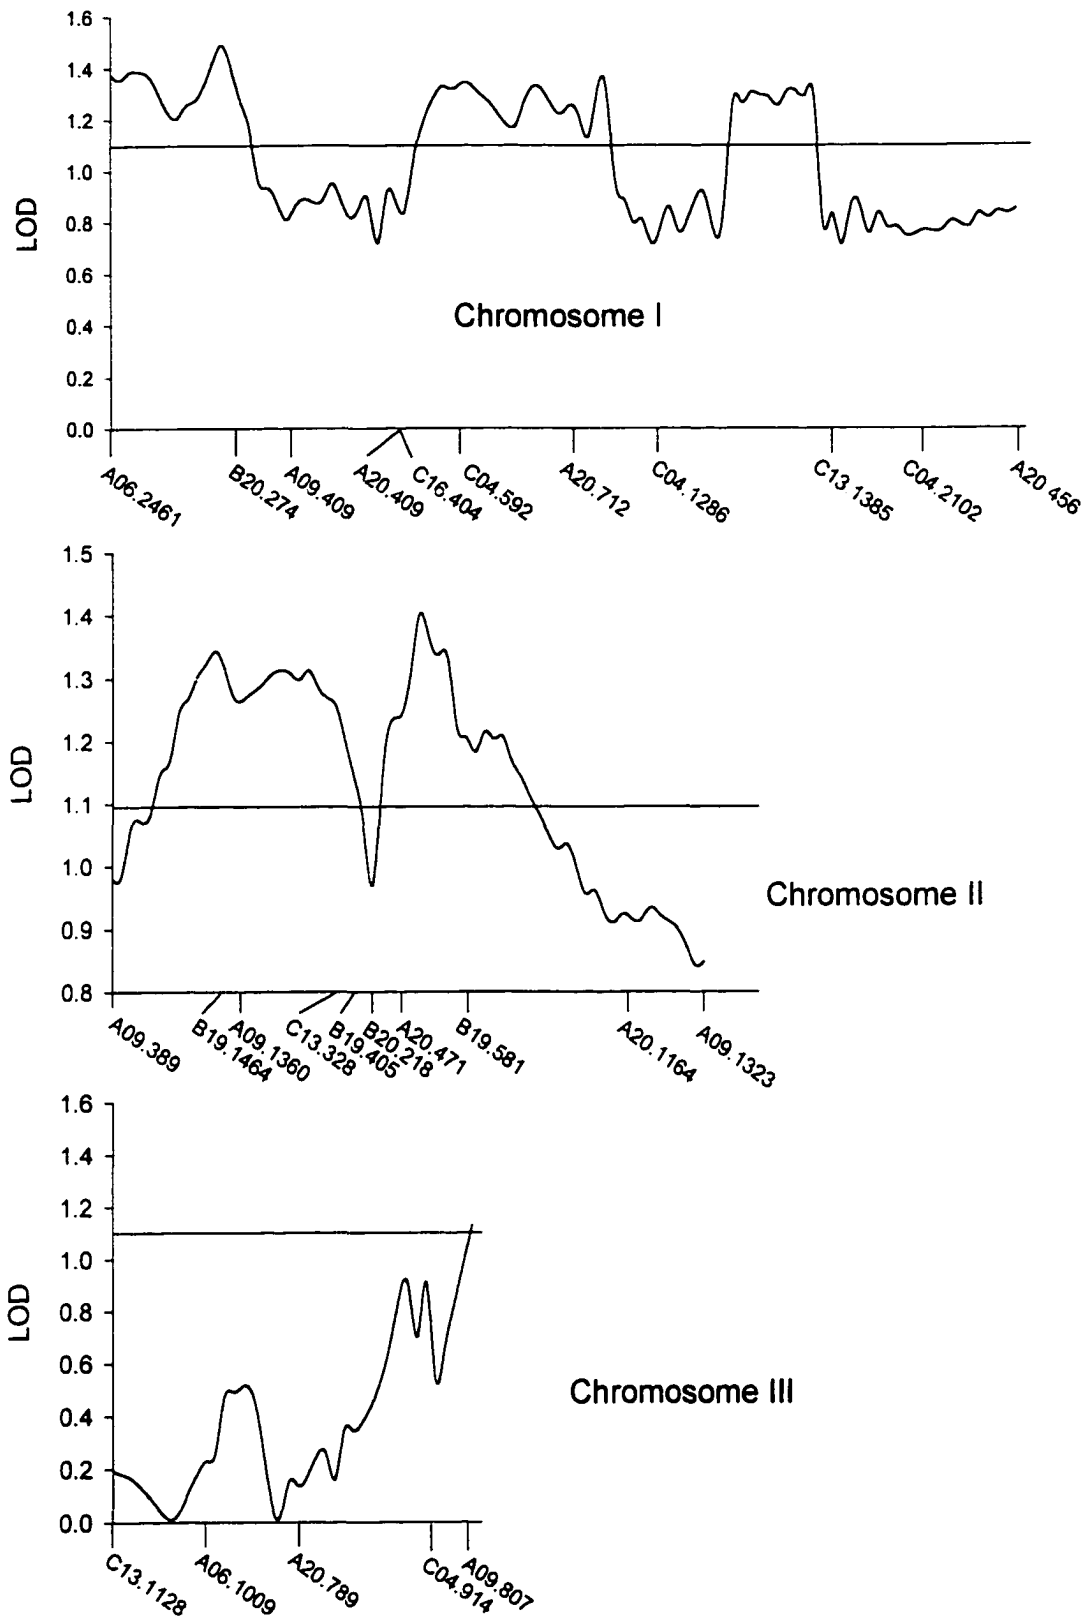 1.6
1.4
1.2
1.0
0.8
0.6
0.4
0.2
0.0
LOD
Chromosome I
A06.2461
B20.274
A09.409
A20.409
C16.404
C04.592
A20.712
C04.1286
C13.1385
C04.2102
A20.456
1.5
1.4
1.3
1.2
1.1
1.0
0.9
0.8
LOD
Chromosome II
A09.389
B19.1464
A09.1360
C13.328
B19.405
B20.218
A20.471
B19.581
A20.1164
A09.1323
1.6
1.4
1.2
1.0
0.8
0.6
0.4
0.2
0.0
LOD
Chromosome III
C13.1128
A06.1009
A20.789
C04.914
A09.807